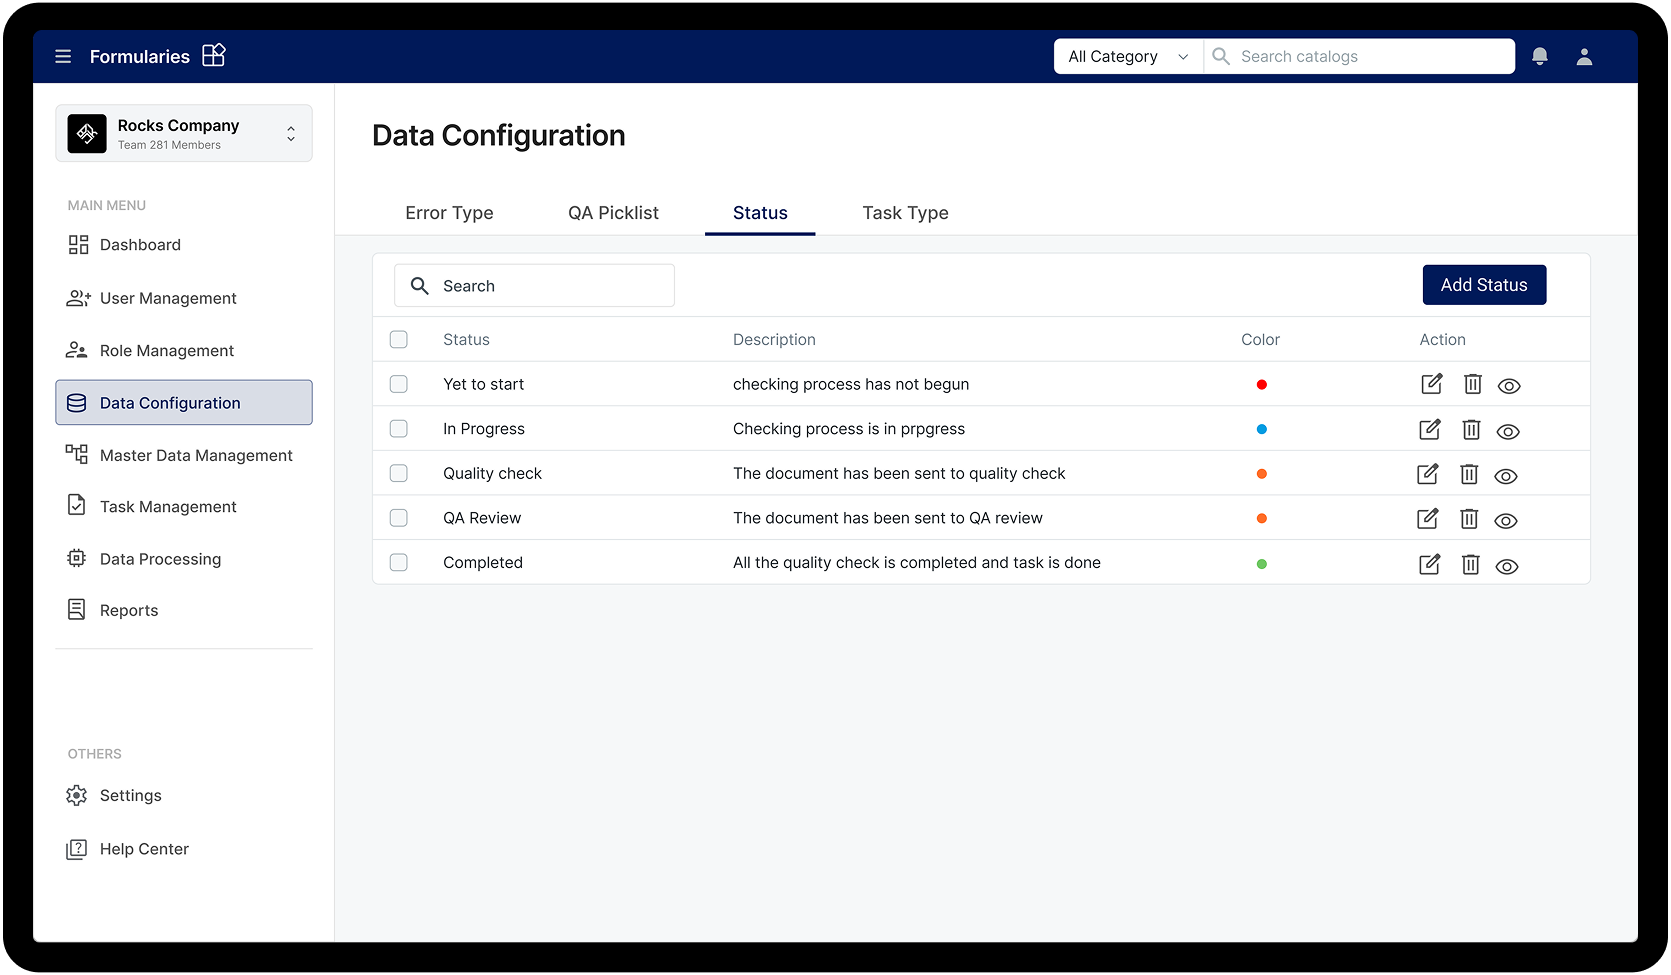 Formularies
All Category
Search catalogs
Rocks Company
Team 281 Members
MAIN MENU
Dashboard
User Management
Role Management
Data Configuration
Master Data Management
Task Management
Data Processing
Reports
OTHERS
Settings
Help Center
Data Configuration
Error Type QA Picklist Status Task Type
Search
Add Status
Status Description Color Action
Yet to start checking process has not begun
In Progress Checking process is in prpgress
Quality check The document has been sent to quality check
QA Review The document has been sent to QA review
Completed All the quality check is completed and task is done